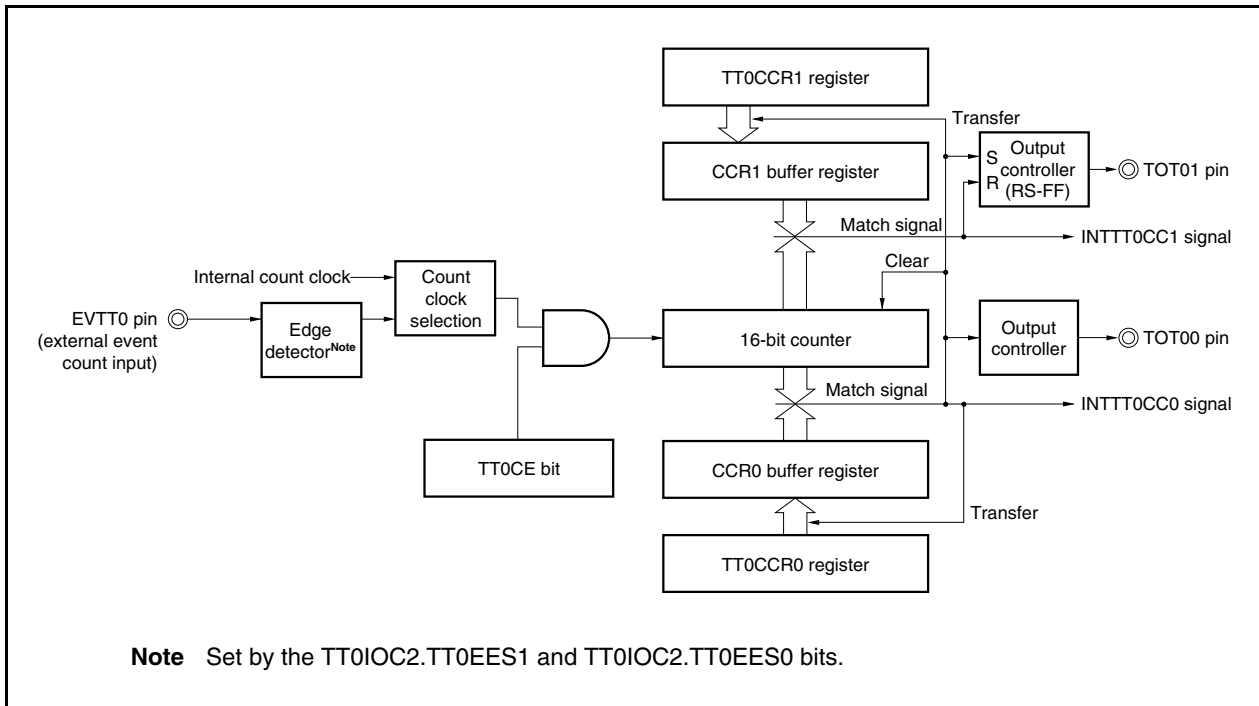 TT0CCR1 register
Transfer
CCR1 buffer register
S
R
Output
controller
(RS-FF)
TOT01 pin
Match signal
INTTT0CC1 signal
Clear
Internal count clock
Count
clock
selection
EVTT0 pin
(external event
count input)
Edge
detectorNote
16-bit counter
Output
controller
TOT00 pin
Match signal
INTTT0CC0 signal
TT0CE bit
CCR0 buffer register
Transfer
TT0CCR0 register
Note Set by the TT0IOC2.TT0EES1 and TT0IOC2.TT0EES0 bits.